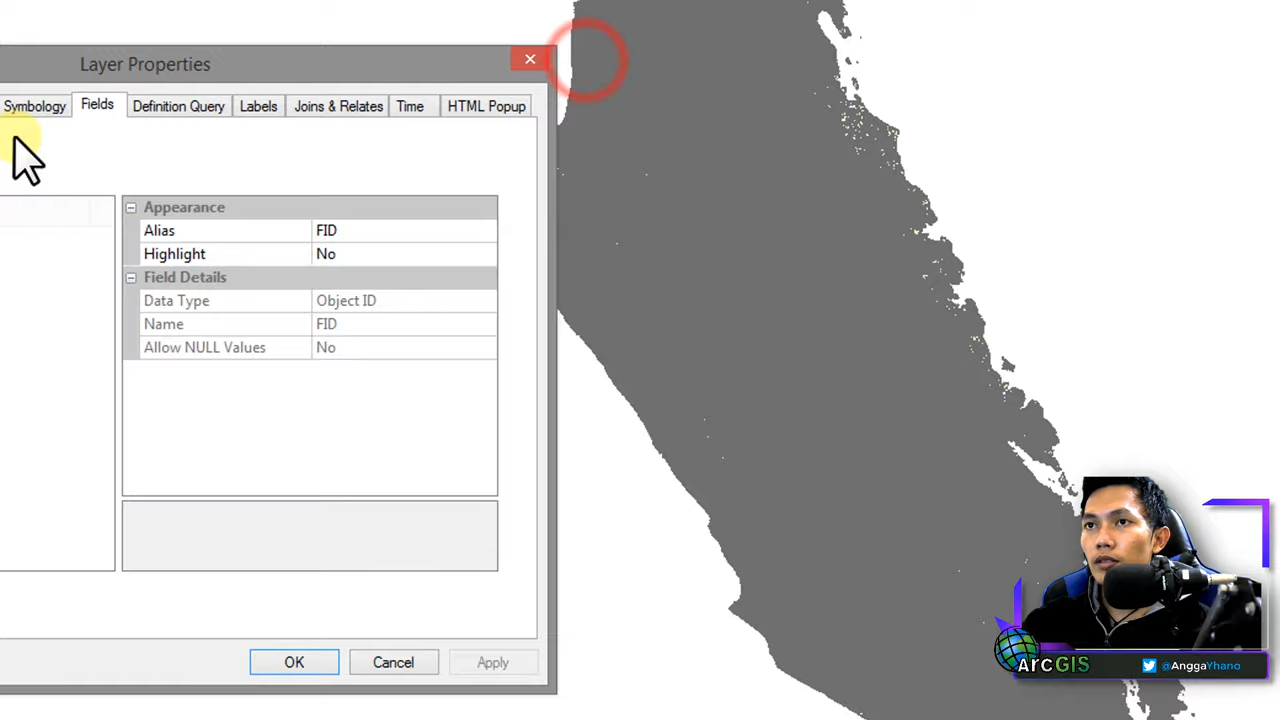 Layer Properties
Symbology
Fields
Definition Query
Labels
Joins & Relates
Time
HTML Popup
Appearance
Alias FID
Highlight No
Field Details
Data Type Object ID
Name FID
Allow NULL Values No
OK
Cancel
Apply
ArcGIS
@AnggaYhano